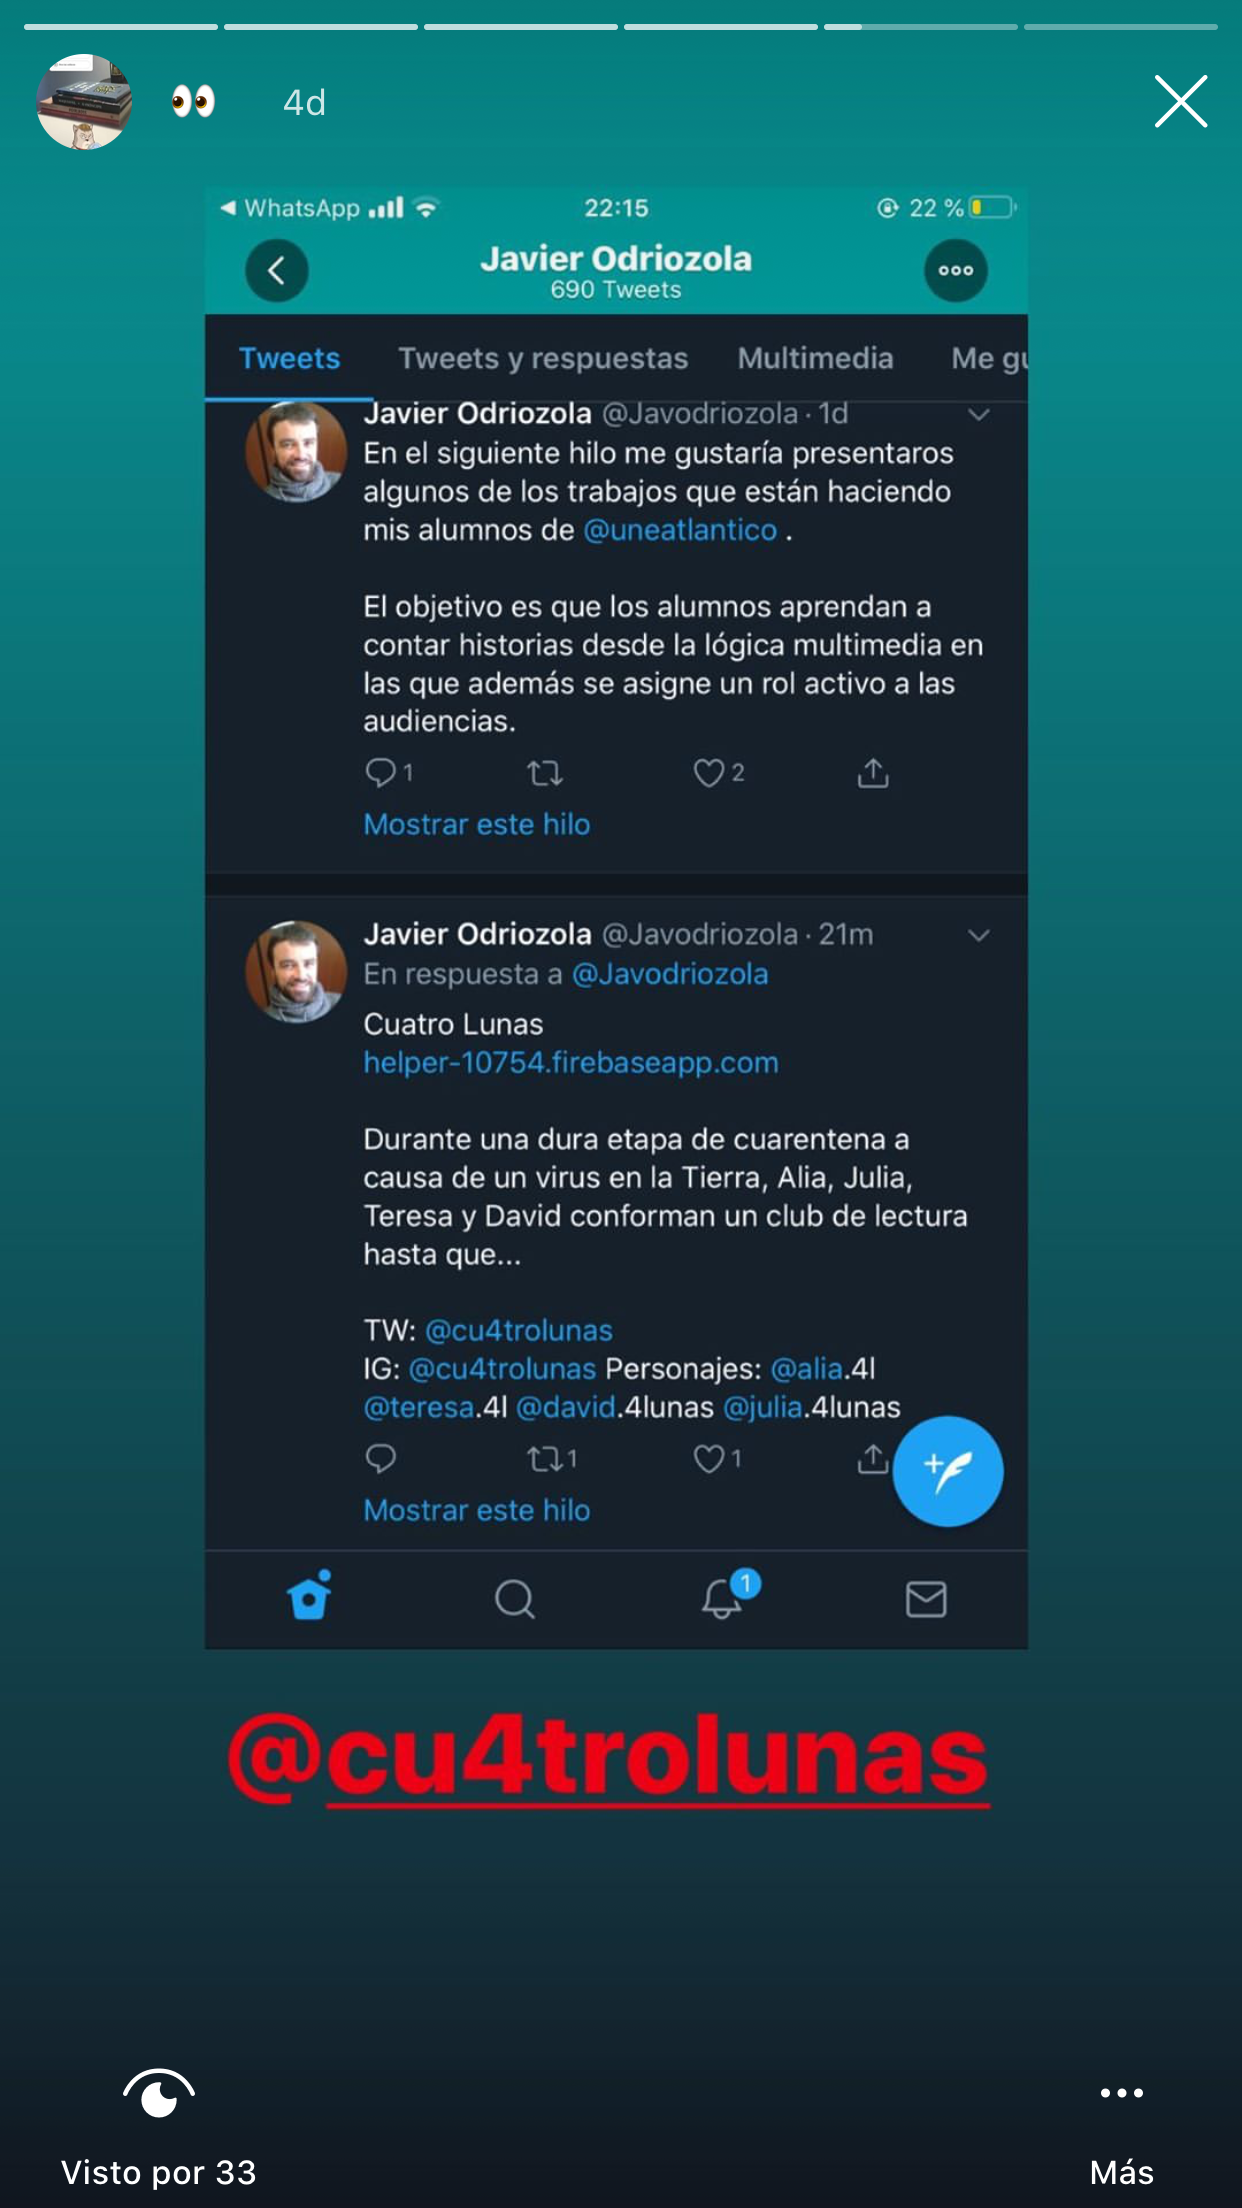 👀 4d
WhatsApp 22:15 22 %
Javier Odriozola
690 Tweets
Tweets Tweets y respuestas Multimedia Me gu
Javier Odriozola @Javodriozola · 1d
En el siguiente hilo me gustaría presentaros
algunos de los trabajos que están haciendo
mis alumnos de @uneatlantico .
El objetivo es que los alumnos aprendan a
contar historias desde la lógica multimedia en
las que además se asigne un rol activo a las
audiencias.
1 2
Mostrar este hilo
Javier Odriozola @Javodriozola · 21m
En respuesta a @Javodriozola
Cuatro Lunas
helper-10754.firebaseapp.com
Durante una dura etapa de cuarentena a
causa de un virus en la Tierra, Alia, Julia,
Teresa y David conforman un club de lectura
hasta que...
TW: @cu4trolunas
IG: @cu4trolunas Personajes: @alia.4l
@teresa.4l @david.4lunas @julia.4lunas
1 1
Mostrar este hilo
1
@cu4trolunas
Visto por 33 Más